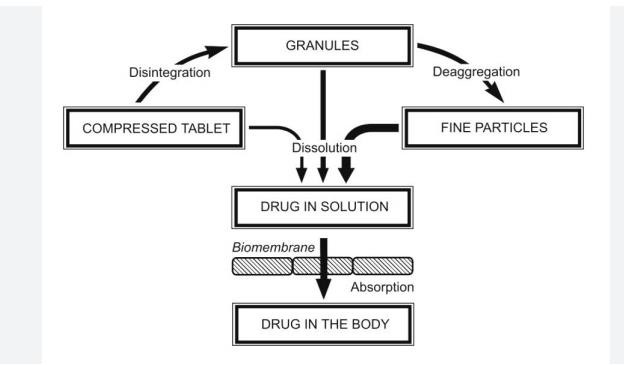 GRANULES
Disintegration
Deaggregation
COMPRESSED TABLET
FINE PARTICLES
Dissolution
DRUG IN SOLUTION
Biomembrane
Absorption
DRUG IN THE BODY